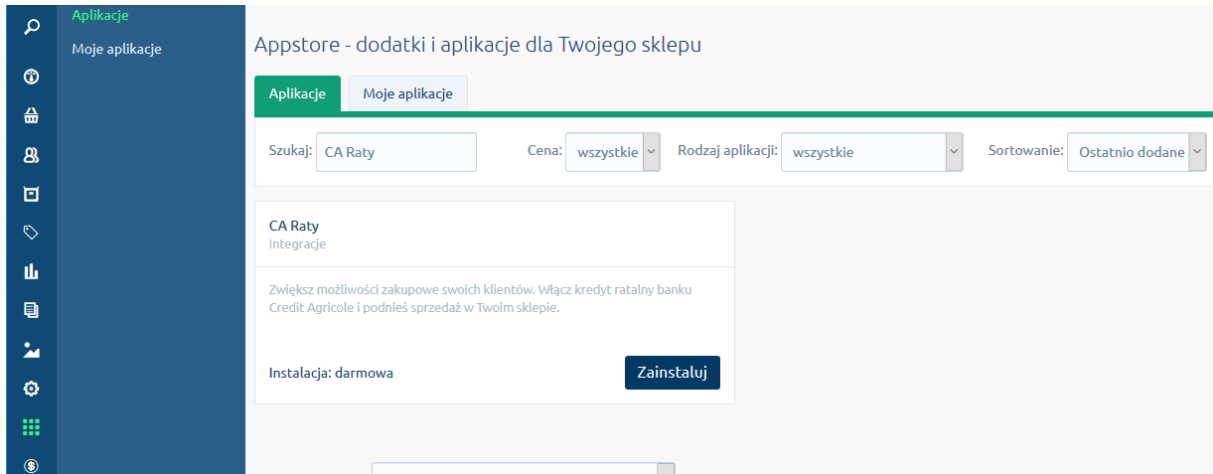 Aplikacje
Moje aplikacje
Appstore - dodatki i aplikacje dla Twojego sklepu
Aplikacje Moje aplikacje
Szukaj: CA Raty Cena: wszystkie Rodzaj aplikacji: wszystkie Sortowanie: Ostatnio dodane
CA Raty
Integracje
Zwiększ możliwości zakupowe swoich klientów. Włącz kredyt ratalny banku
Credit Agricole i podnieś sprzedaż w Twoim sklepie.
Instalacja: darmowa Zainstaluj